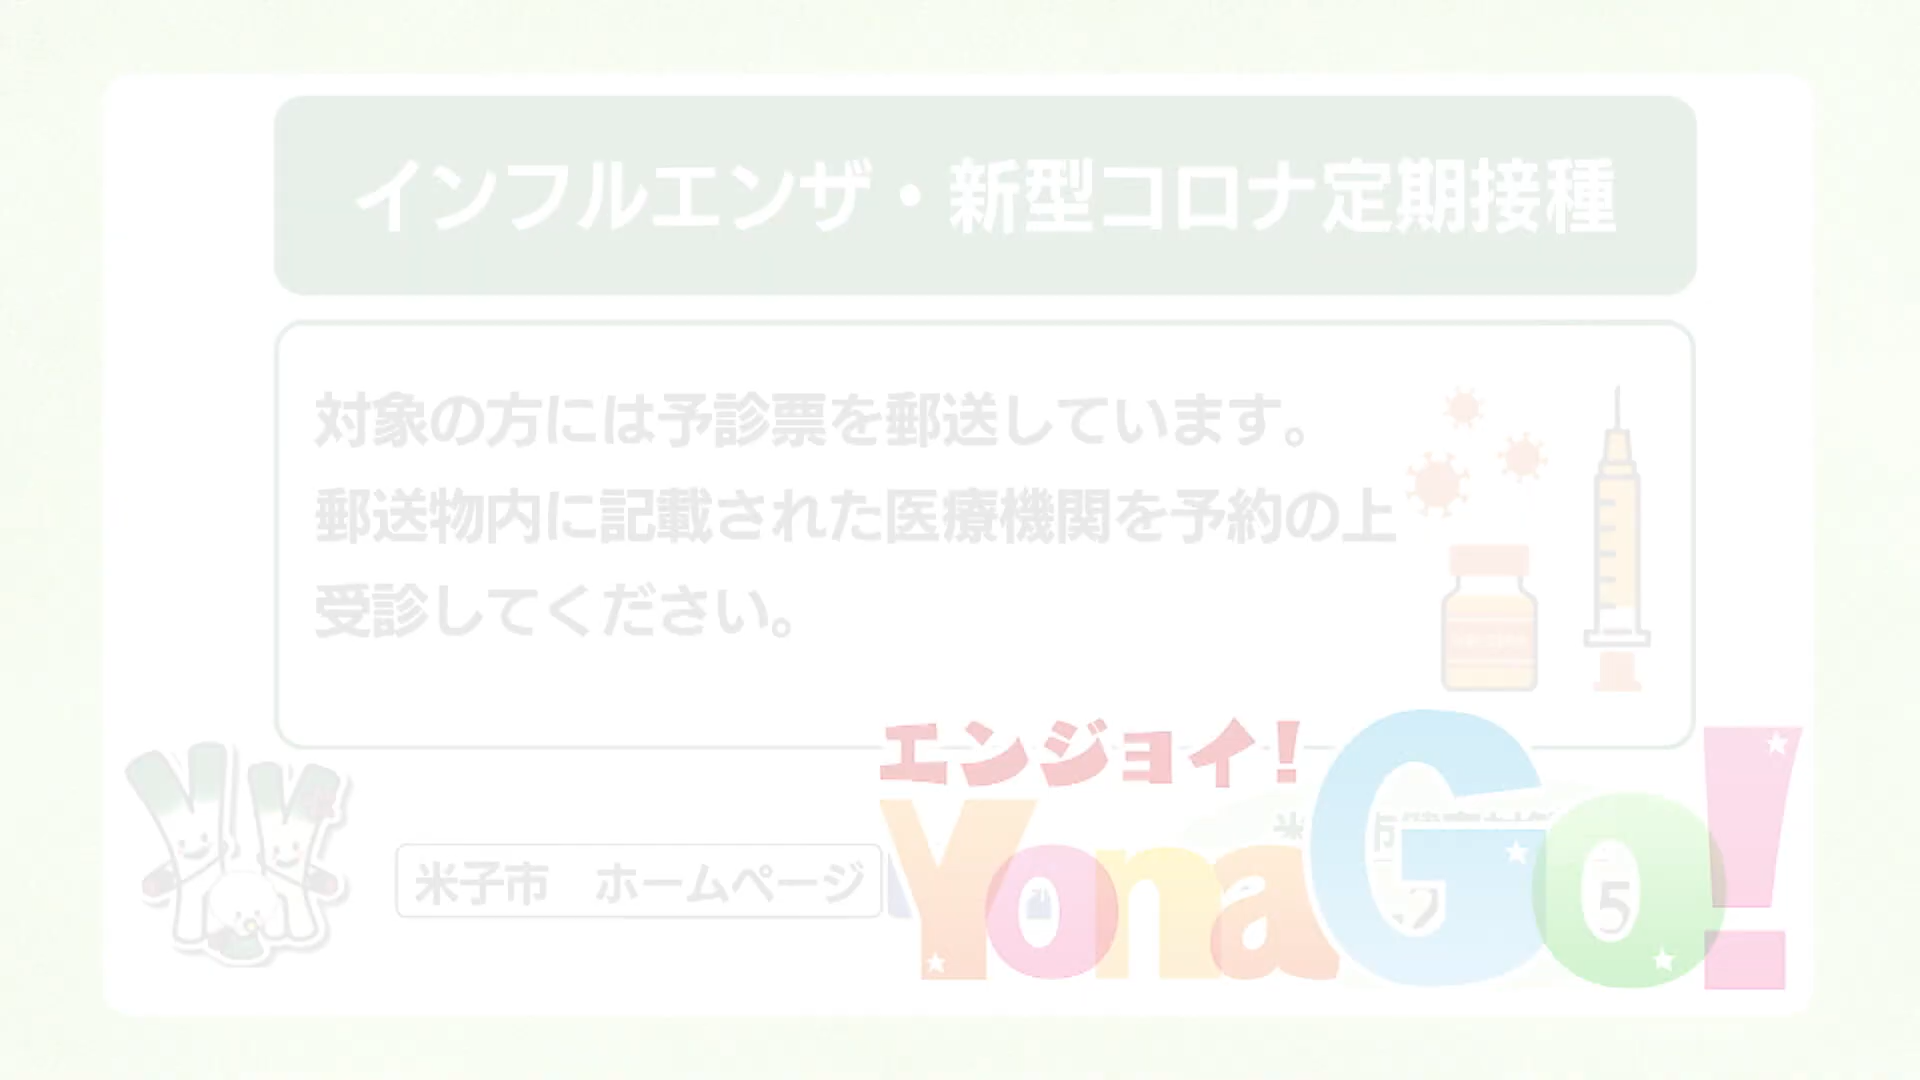 インフルエンザ・新型コロナ定期接種
対象の方には予診票を郵送しています。
郵送物内に記載された医療機関を予約の上
受診してください。
エンジョイ!
YonaGo!
米子市　ホームページ